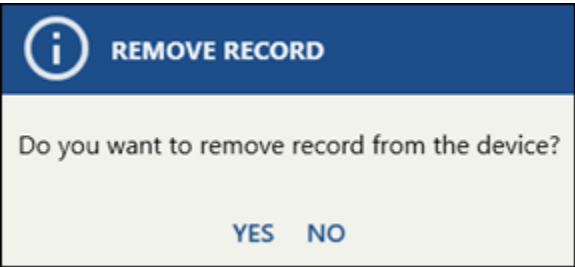 REMOVE RECORD
Do you want to remove record from the device?
YES NO